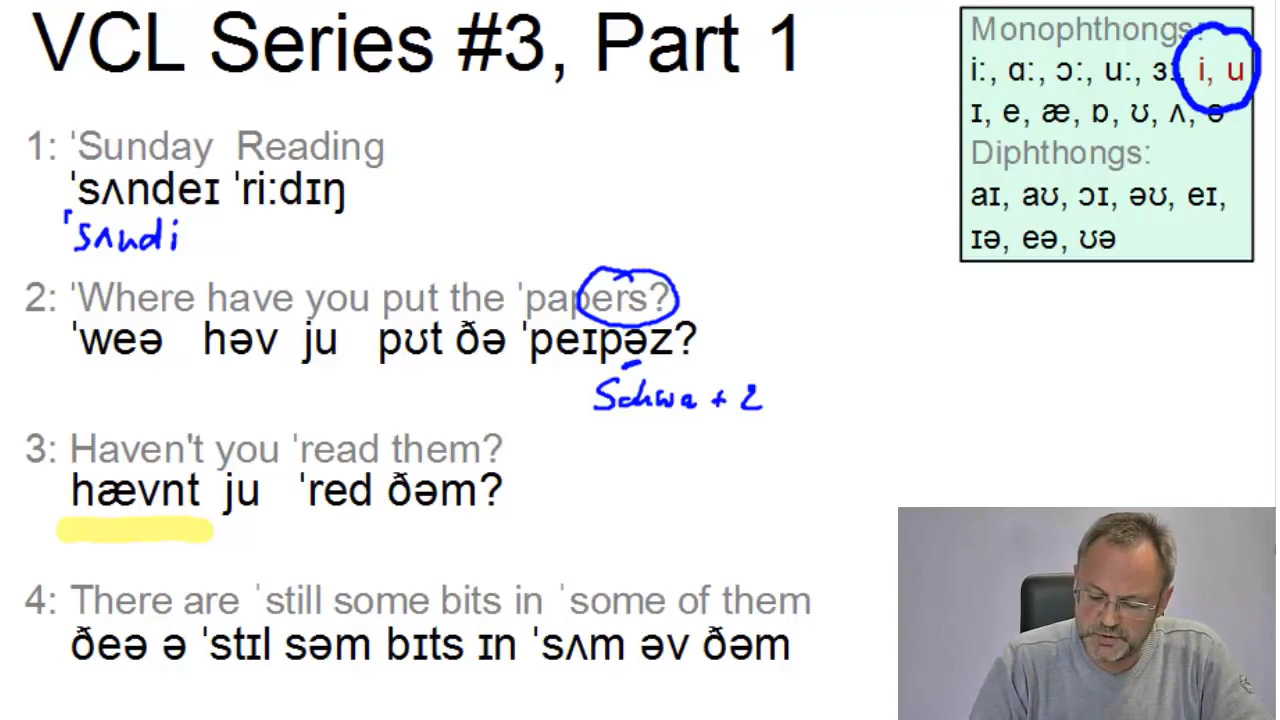 VCL Series #3, Part 1
Monophthongs:
iː, ɑː, ɔː, uː, ɜː, i, u
ɪ, e, æ, ɒ, ʊ, ʌ, ə
Diphthongs:
aɪ, aʊ, ɔɪ, əʊ, eɪ,
ɪə, eə, ʊə
1: ˈSunday Reading
ˈsʌndeɪ ˈriːdɪŋ
ˈsʌndi
2: ˈWhere have you put the ˈpapers?
ˈweə həv ju pʊt ðə ˈpeɪpəz?
Schwa + z
3: Haven't you ˈread them?
hævnt ju ˈred ðəm?
4: There are ˈstill some bits in ˈsome of them
ðeə ə ˈstɪl səm bɪts ɪn ˈsʌm əv ðəm